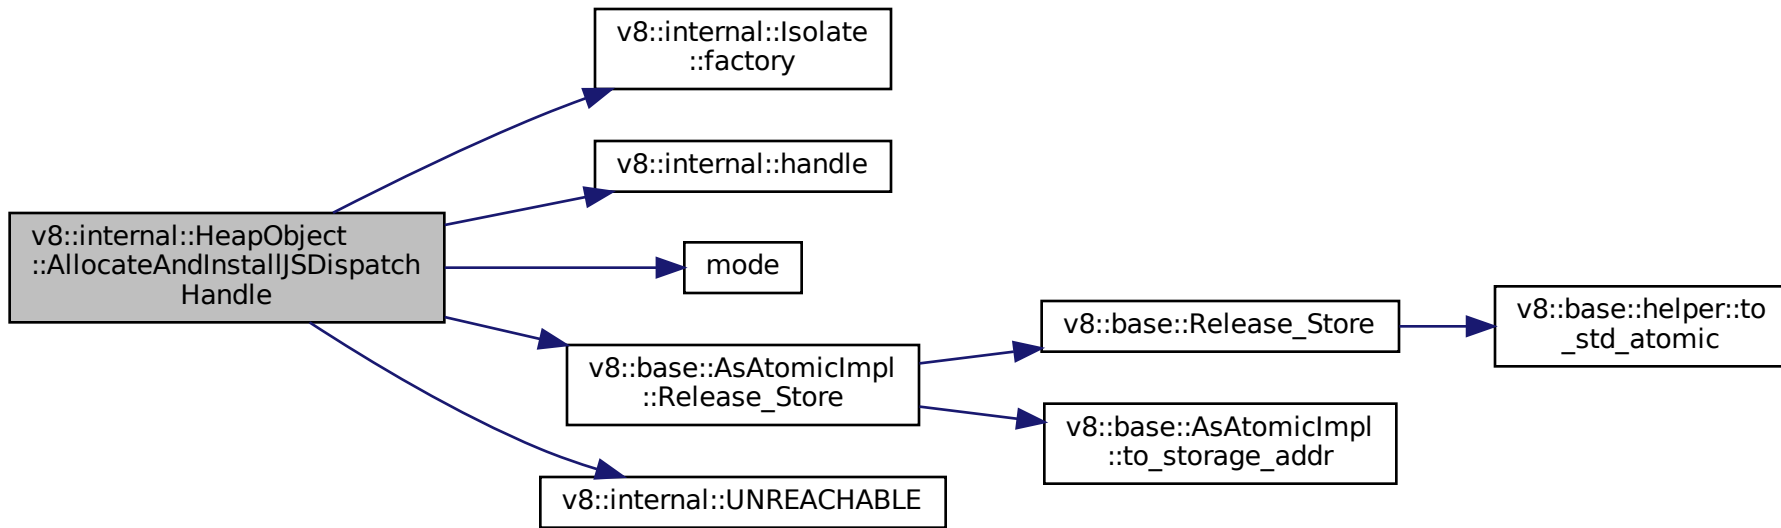 v8::internal::HeapObject
::AllocateAndInstallJSDispatch
Handle
v8::internal::Isolate
::factory
v8::internal::handle
mode
v8::base::AsAtomicImpl
::Release_Store
v8::internal::UNREACHABLE
v8::base::Release_Store
v8::base::AsAtomicImpl
::to_storage_addr
v8::base::helper::to
_std_atomic